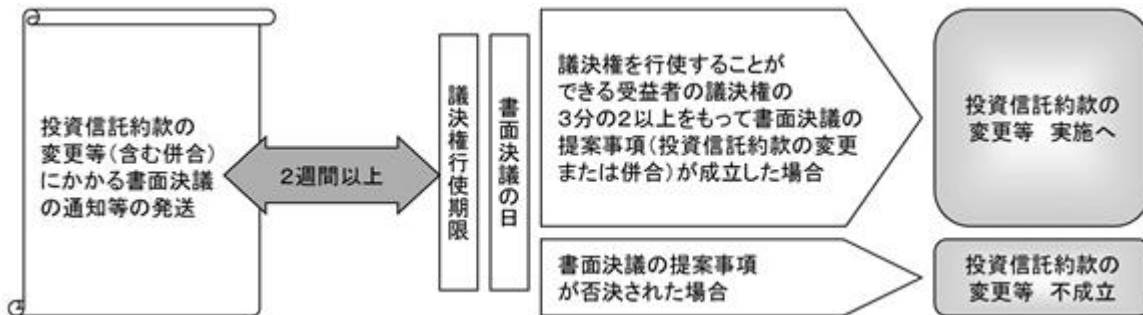 投資信託約款の
変更等(含む併合)
にかかる書面決議
の通知等の発送
2週間以上
議決権行使期限
書面決議の日
議決権を行使することが
できる受益者の議決権の
3分の2以上をもって書面決議の
提案事項(投資信託約款の変更
または併合)が成立した場合
投資信託約款の
変更等 実施へ
書面決議の提案事項
が否決された場合
投資信託約款の
変更等 不成立